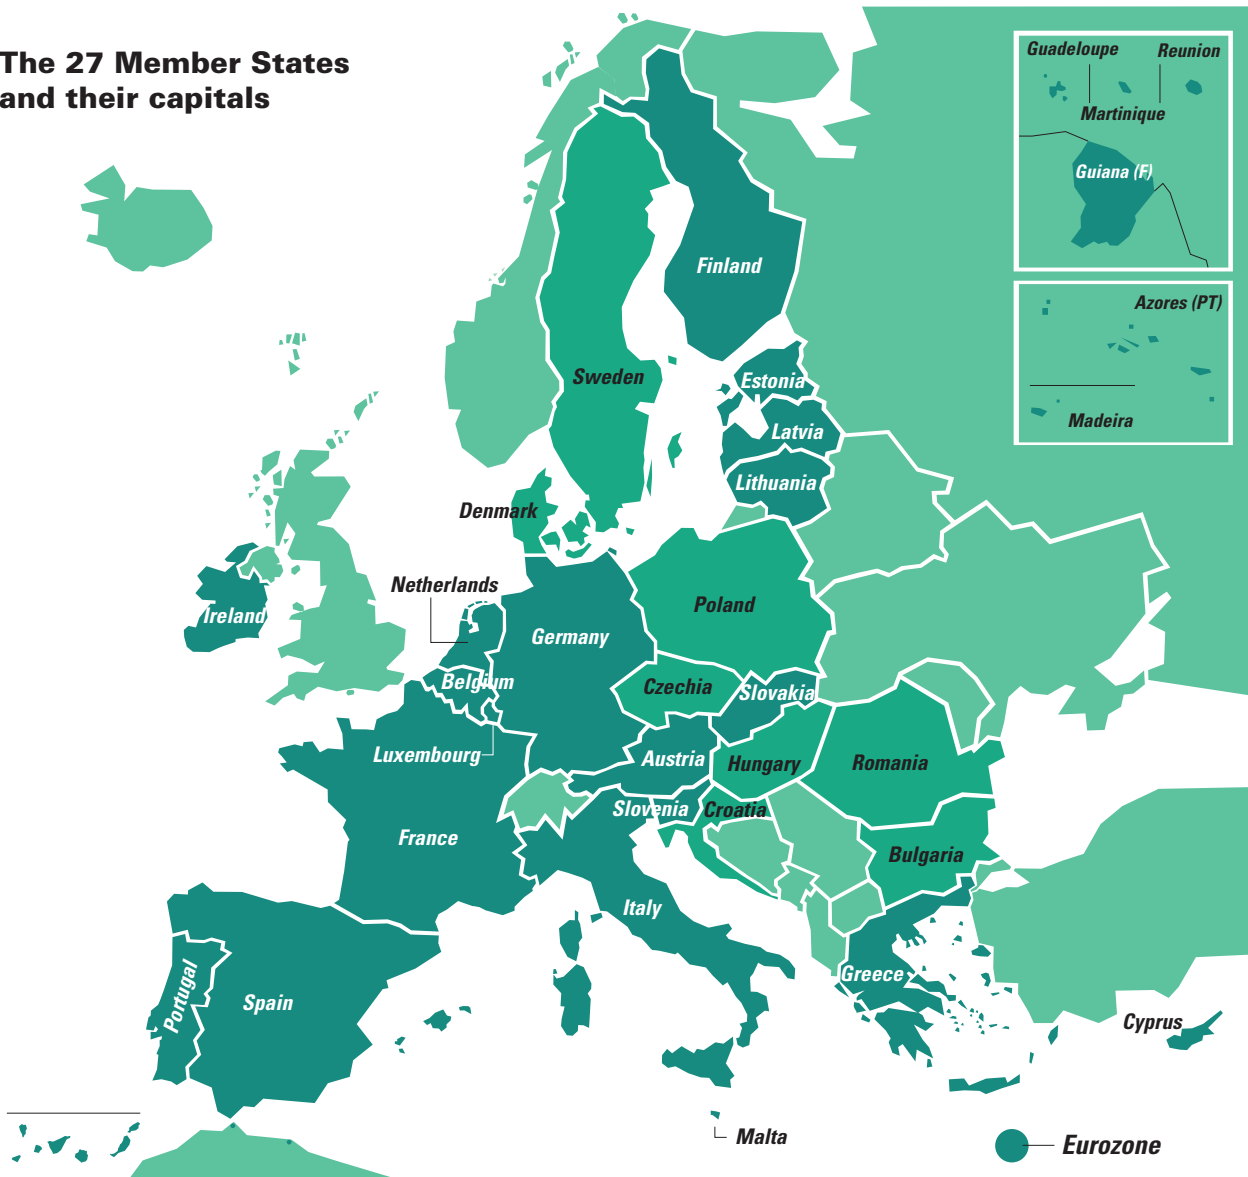 The 27 Member States
and their capitals
Guadeloupe
Reunion
Martinique
Guiana (F)
Azores (PT)
Madeira
Finland
Sweden
Estonia
Latvia
Lithuania
Denmark
Netherlands
Ireland
Poland
Germany
Belgium
Czechia
Slovakia
Luxembourg
Austria
Hungary
Romania
Slovenia
Croatia
France
Bulgaria
Italy
Greece
Portugal
Spain
Cyprus
Malta
Eurozone